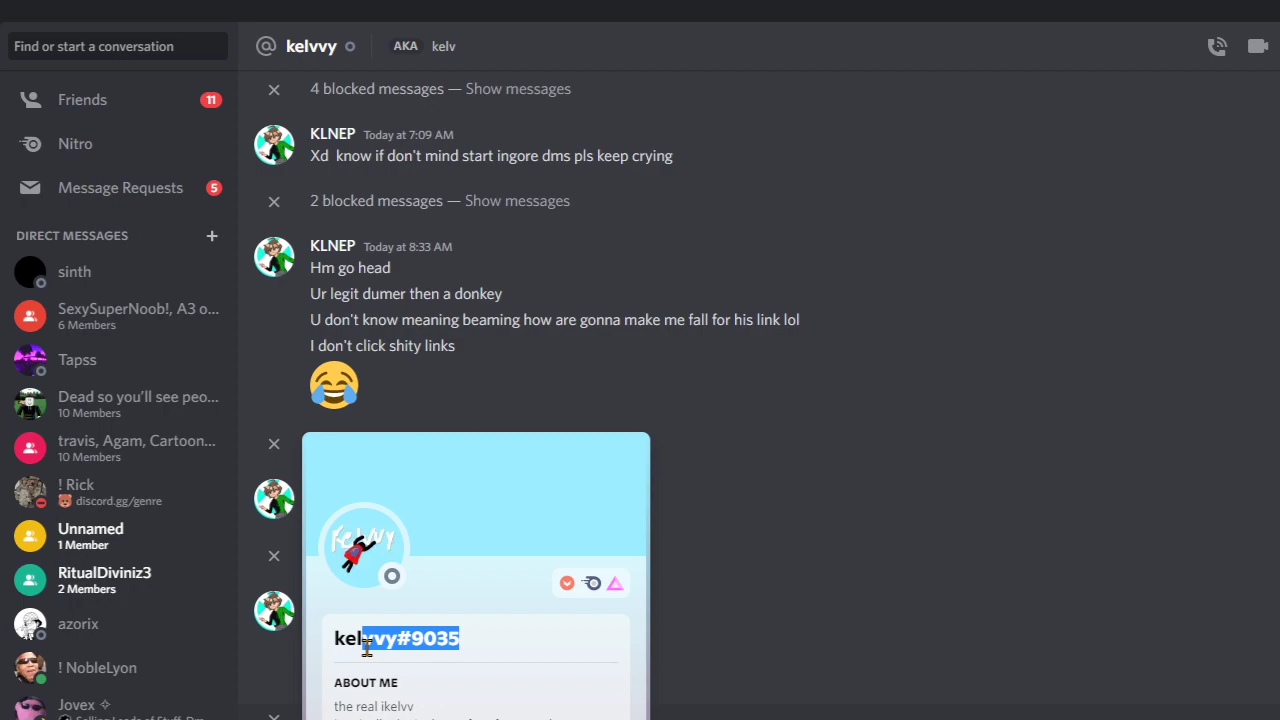 Find or start a conversation
Friends
11
Nitro
Message Requests
5
DIRECT MESSAGES
+
sinth
SexySuperNoob!, A3 o...
6 Members
Tapss
Dead so you'll see peo...
10 Members
travis, Agam, Cartoon...
10 Members
! Rick
discord.gg/genre
Unnamed
1 Member
RitualDiviniz3
2 Members
azorix
! NobleLyon
Jovex
@ kelvvy
AKA kelv
4 blocked messages — Show messages
KLNEP Today at 7:09 AM
Xd know if don't mind start ingore dms pls keep crying
2 blocked messages — Show messages
KLNEP Today at 8:33 AM
Hm go head
Ur legit dumer then a donkey
U don't know meaning beaming how are gonna make me fall for his link lol
I don't click shity links
Kelvvy
kelvvy#9035
ABOUT ME
the real ikelvv